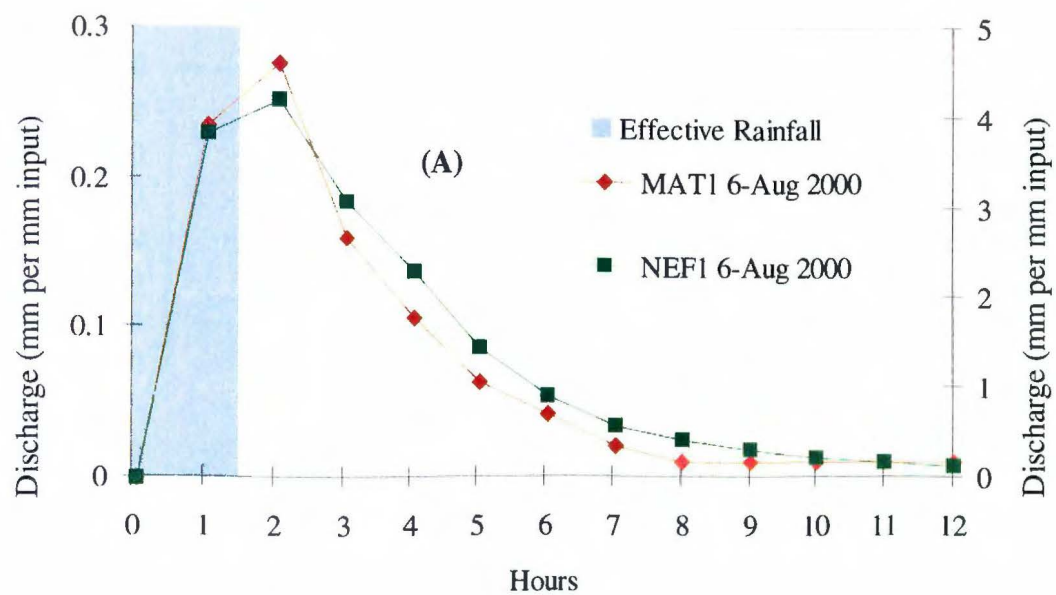 0.3
0.2
0.1
0
Discharge (mm per mm input)
5
4
3
2
1
0
Discharge (mm per mm input)
(A)
Effective Rainfall
MAT1 6-Aug 2000
NEF1 6-Aug 2000
0 1 2 3 4 5 6 7 8 9 10 11 12
Hours